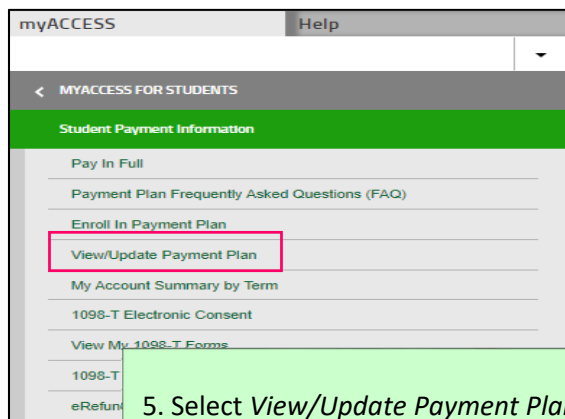 myACCESS Help
MYACCESS FOR STUDENTS
Student Payment Information
Pay In Full
Payment Plan Frequently Asked Questions (FAQ)
Enroll In Payment Plan
View/Update Payment Plan
My Account Summary by Term
1098-T Electronic Consent
View My 1098-T Forms
1098-T
eRefun
5. Select View/Update Payment Plan